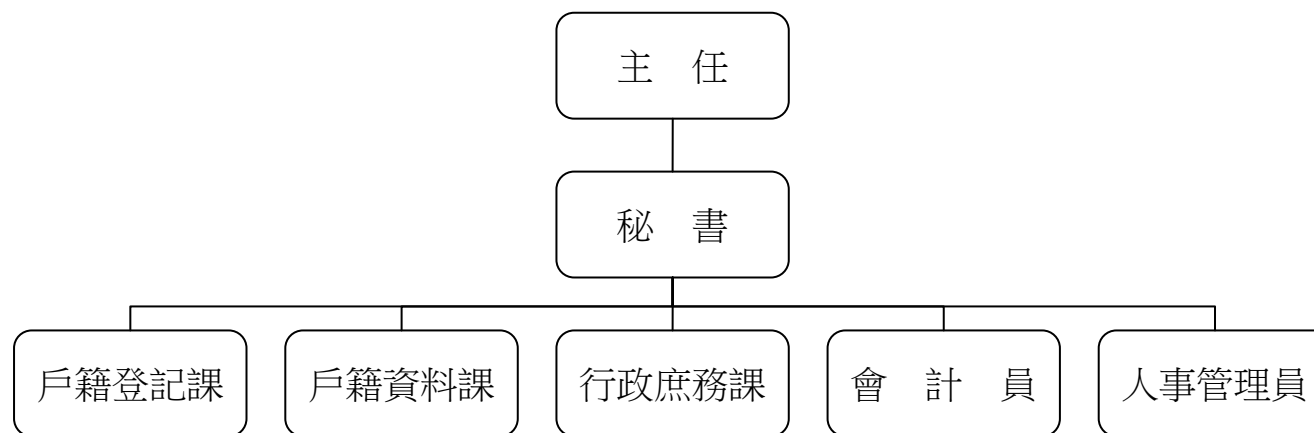 主　任
秘　書
戶籍登記課
戶籍資料課
行政庶務課
會　計　員
人事管理員